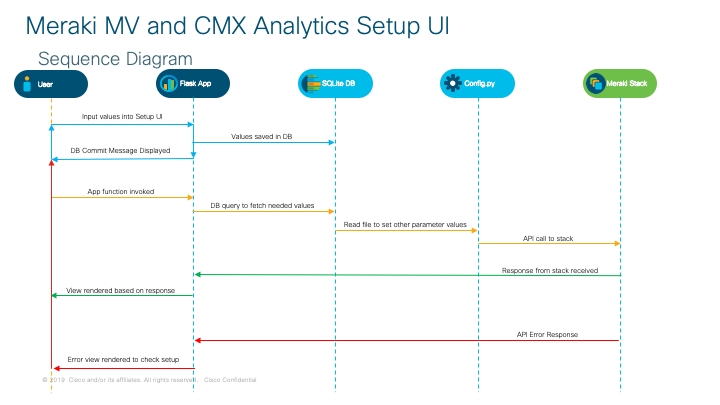 Meraki MV and CMX Analytics Setup UI
Sequence Diagram
User
Flask App
SQLite DB
Config.py
Meraki Stack
Input values into Setup UI
Values saved in DB
DB Commit Message Displayed
App function invoked
DB query to fetch needed values
Read file to set other parameter values
API call to stack
Response from stack received
View rendered based on response
API Error Response
Error view rendered to check setup
© 2019 Cisco and/or its affiliates. All rights reserved. Cisco Confidential